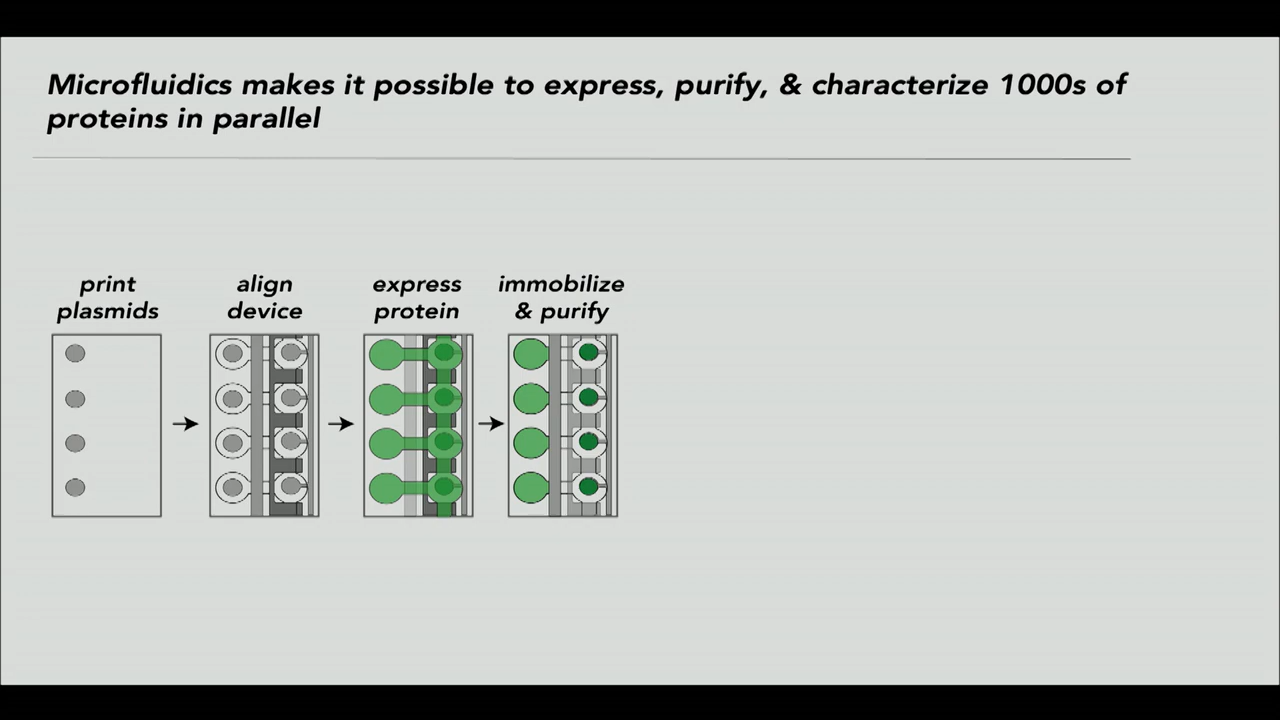 Microfluidics makes it possible to express, purify, & characterize 1000s of
proteins in parallel
print
plasmids
align
device
express
protein
immobilize
& purify